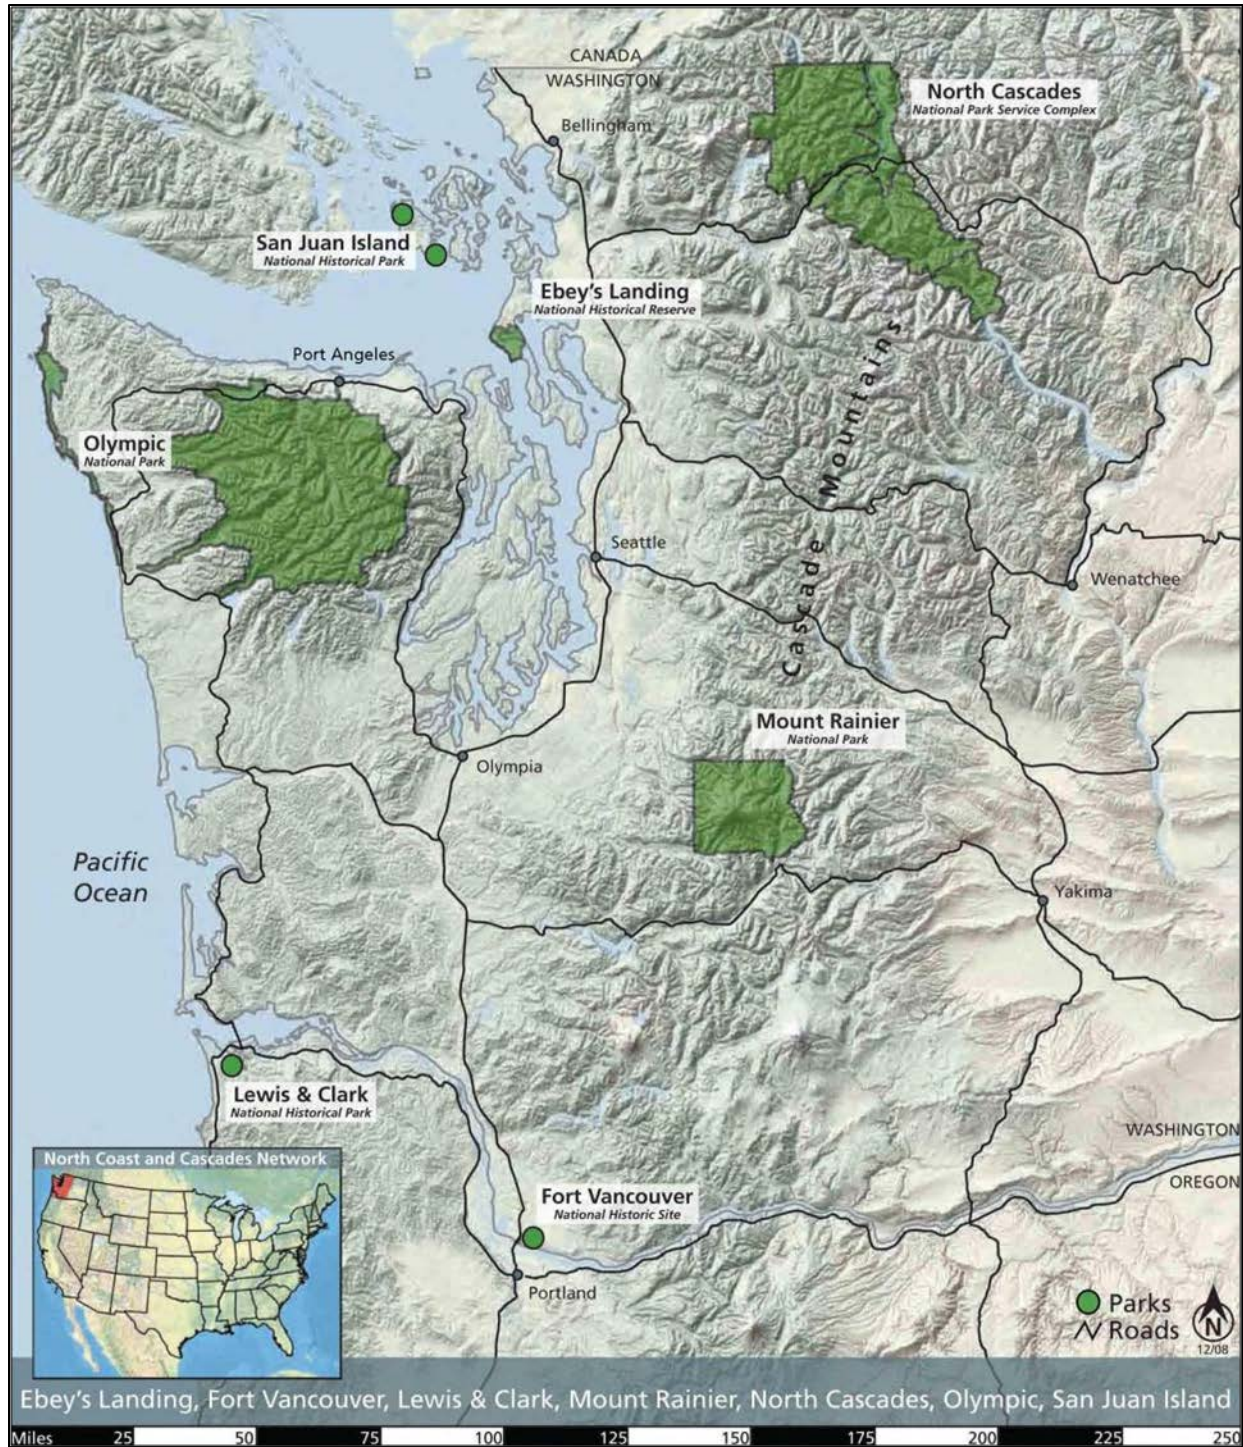 CANADA
WASHINGTON
North Cascades
National Park Service Complex
Bellingham
San Juan Island
National Historical Park
Ebey's Landing
National Historical Reserve
Port Angeles
Olympic
National Park
Cascade Mountains
Seattle
Wenatchee
Mount Rainier
National Park
Olympia
Pacific
Ocean
Yakima
Lewis & Clark
National Historical Park
WASHINGTON
OREGON
North Coast and Cascades Network
Fort Vancouver
National Historic Site
Portland
Parks
Roads
N
12/08
Ebey's Landing, Fort Vancouver, Lewis & Clark, Mount Rainier, North Cascades, Olympic, San Juan Island
Miles 25 50 75 100 125 150 175 200 225 250